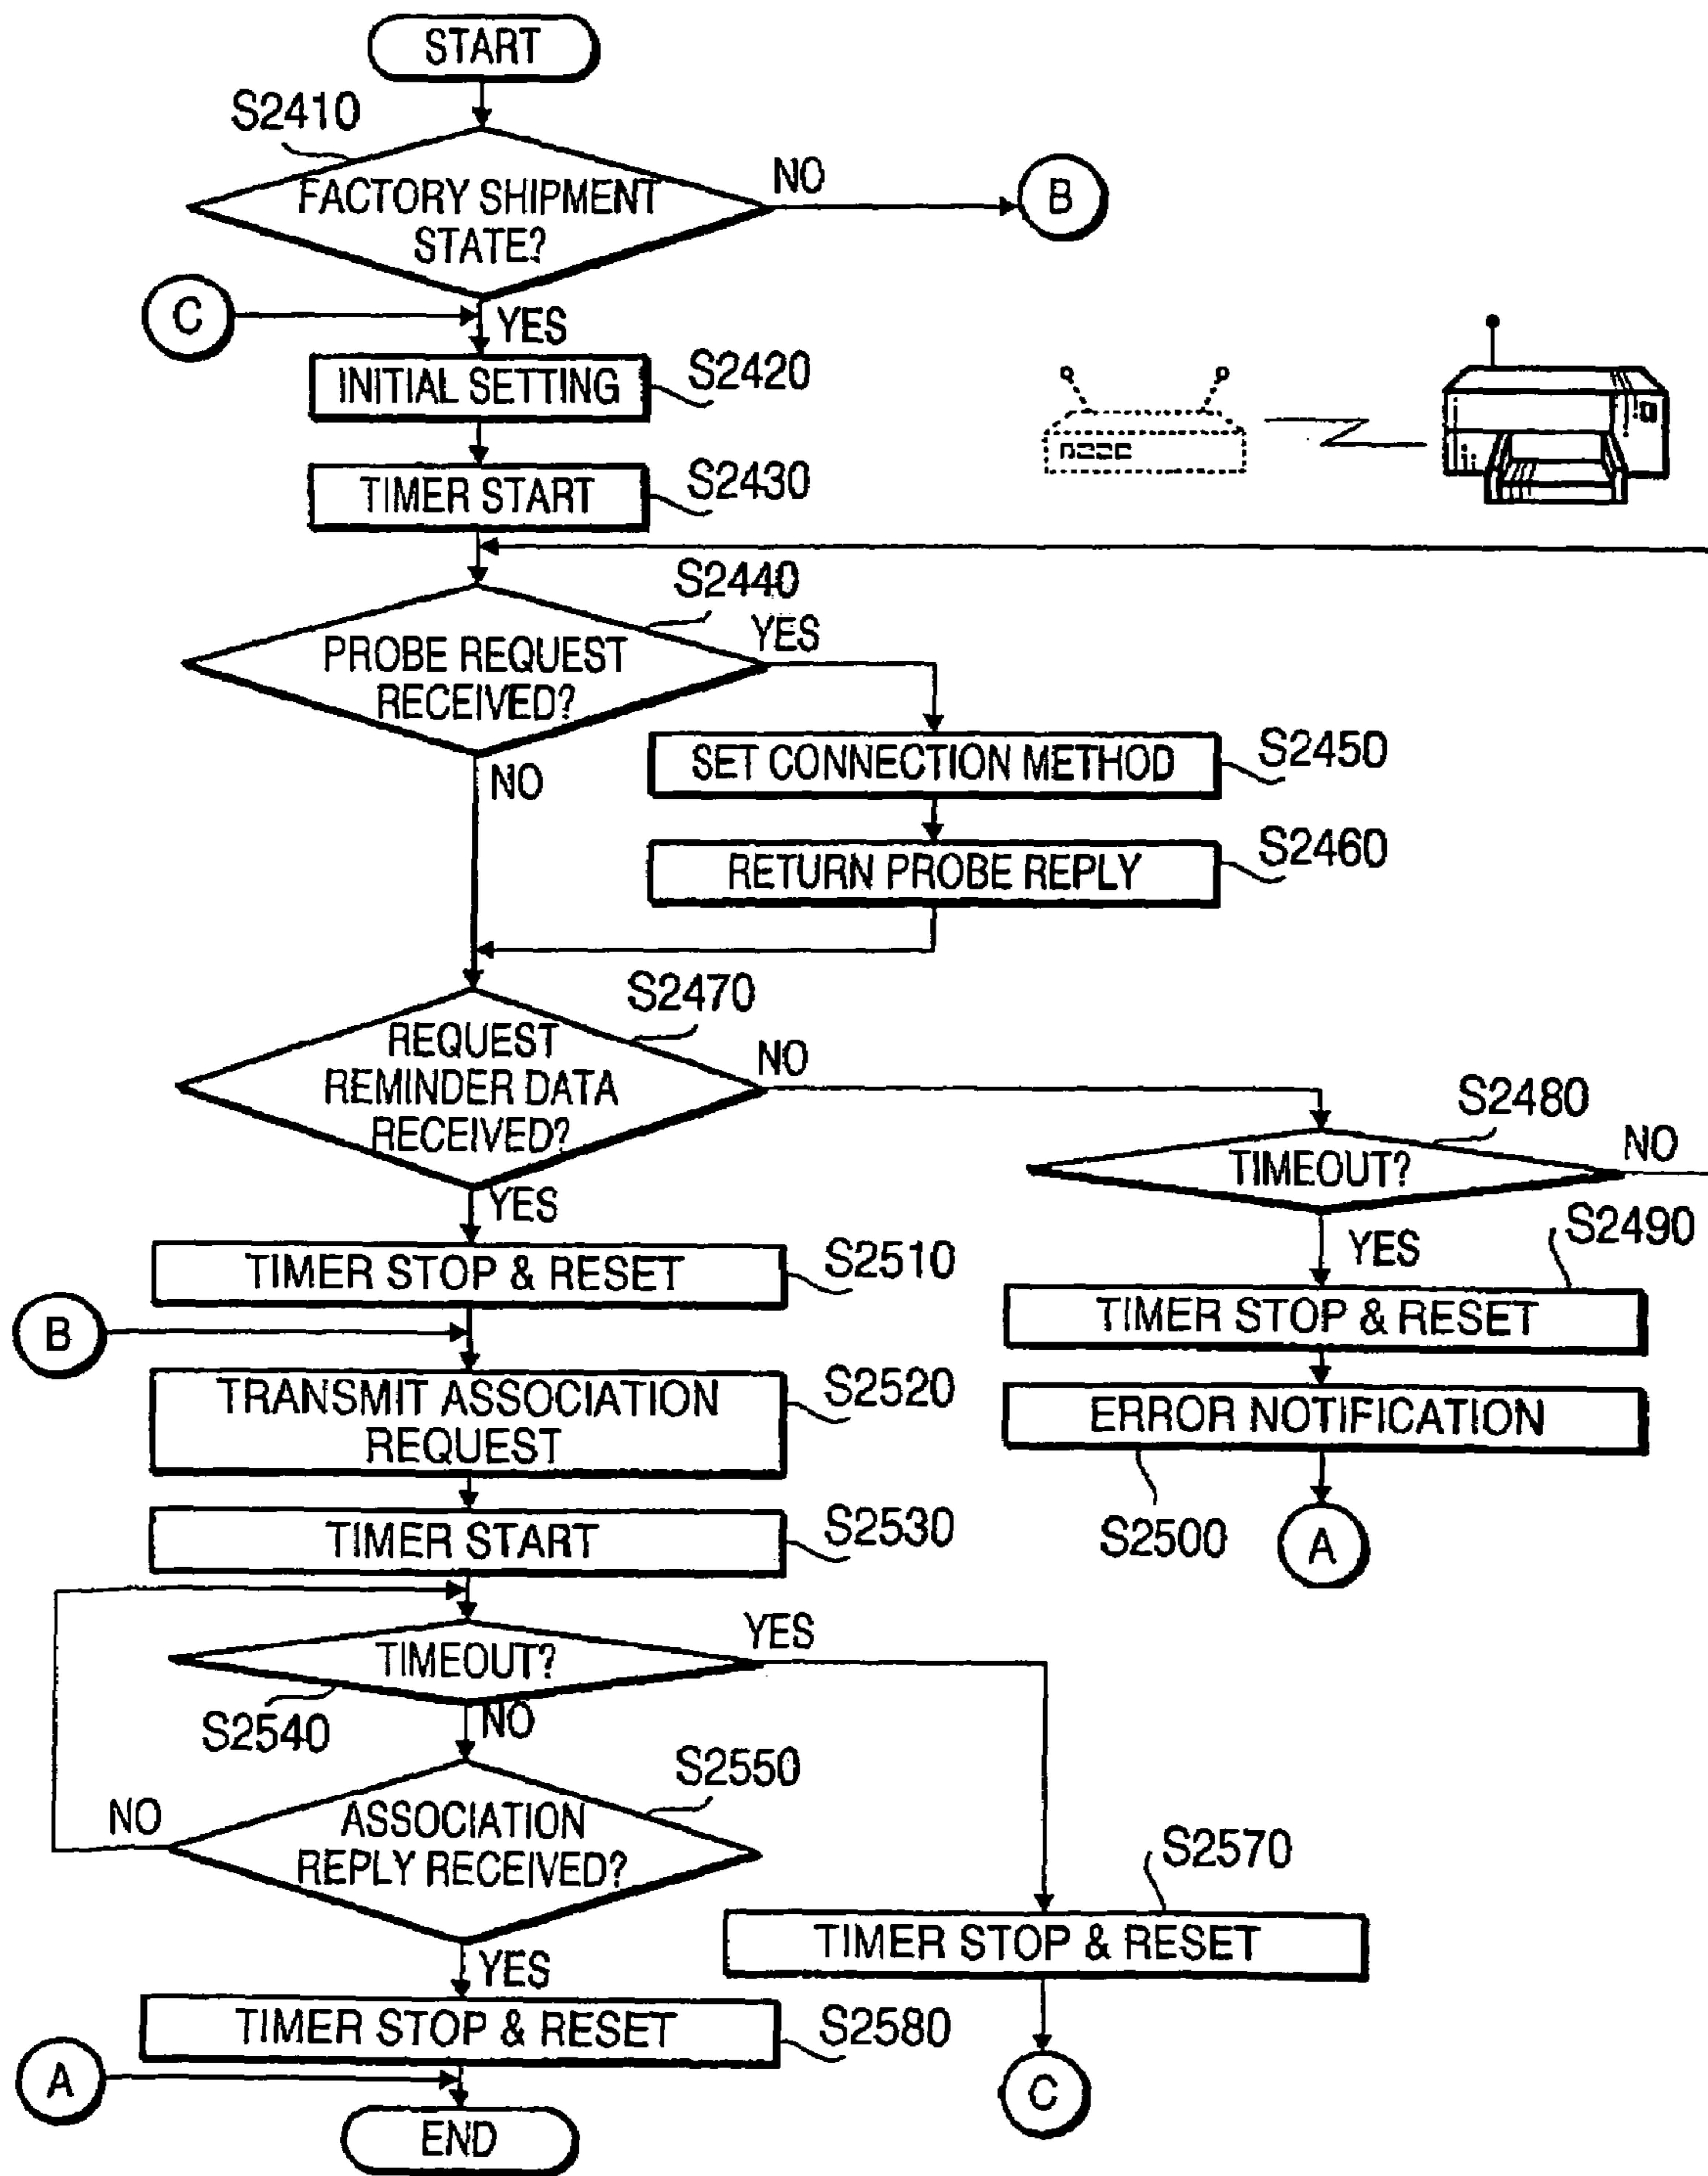 START
S2410
FACTORY SHIPMENT
STATE?
NO
B
C
YES
INITIAL SETTING
S2420
TIMER START
S2430
S2440
PROBE REQUEST
RECEIVED?
YES
NO
SET CONNECTION METHOD
S2450
RETURN PROBE REPLY
S2460
S2470
REQUEST
REMINDER DATA
RECEIVED?
NO
YES
S2480
TIMEOUT?
NO
YES
S2490
TIMER STOP & RESET
ERROR NOTIFICATION
S2500
A
TIMER STOP & RESET
S2510
B
TRANSMIT ASSOCIATION
REQUEST
S2520
TIMER START
S2530
TIMEOUT?
YES
S2540
NO
S2550
ASSOCIATION
REPLY RECEIVED?
NO
YES
S2570
TIMER STOP & RESET
C
TIMER STOP & RESET
S2580
A
END